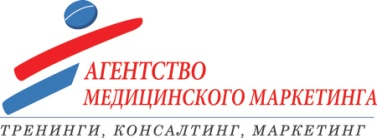 АГЕНТСТВО
МЕДИЦИНСКОГО МАРКЕТИНГА
ТРЕНИНГИ, КОНСАЛТИНГ, МАРКЕТИНГ